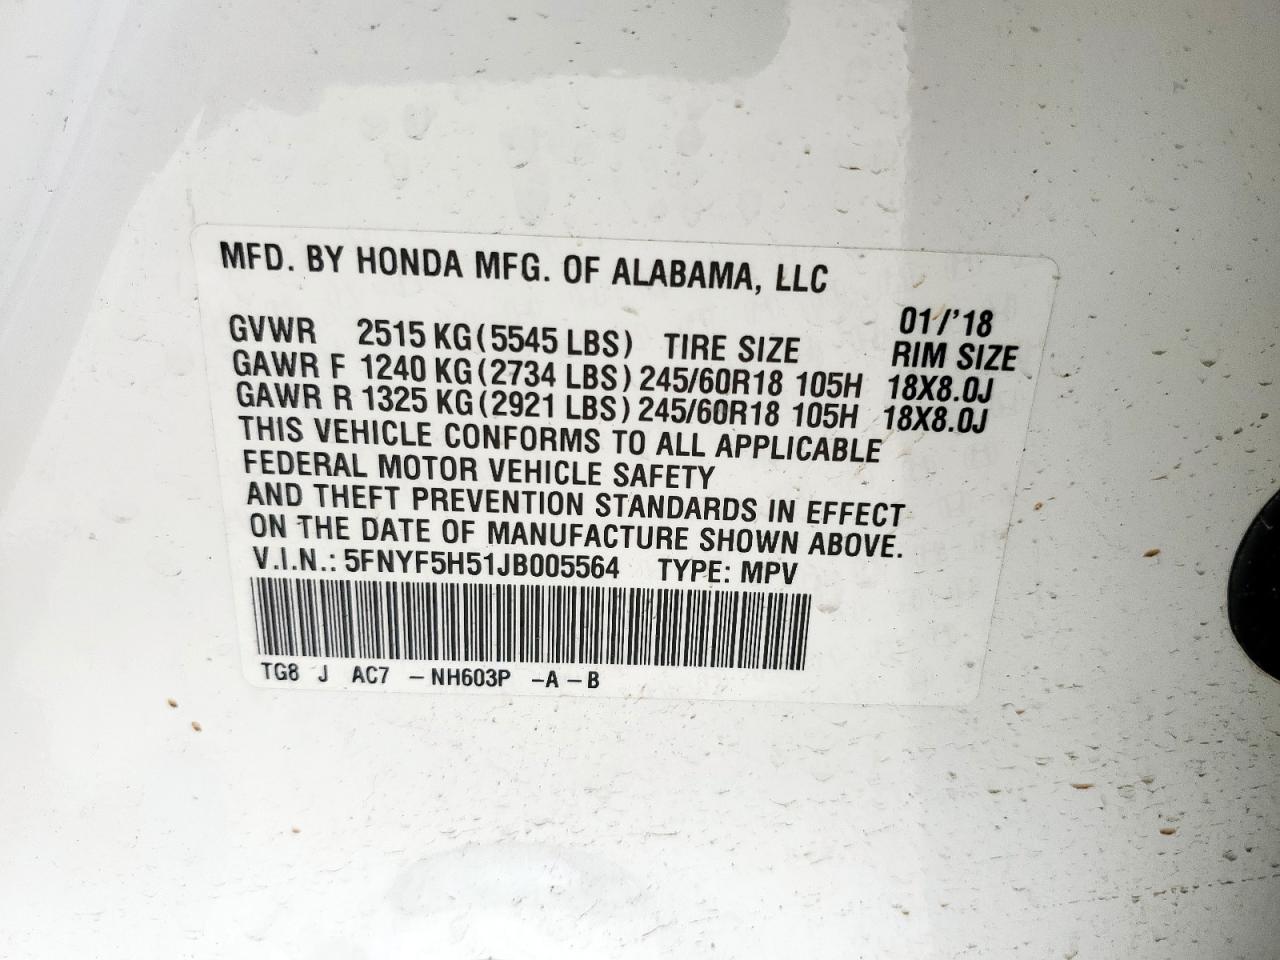 MFD. BY HONDA MFG. OF ALABAMA, LLC
01/'18
GVWR 2515 KG(5545 LBS) TIRE SIZE RIM SIZE
GAWR F 1240 KG(2734 LBS) 245/60R18 105H 18X8.0J
GAWR R 1325 KG(2921 LBS) 245/60R18 105H 18X8.0J
THIS VEHICLE CONFORMS TO ALL APPLICABLE
FEDERAL MOTOR VEHICLE SAFETY
AND THEFT PREVENTION STANDARDS IN EFFECT
ON THE DATE OF MANUFACTURE SHOWN ABOVE.
V.I.N.: 5FNYF5H51JB005564 TYPE: MPV
TG8 J AC7 -NH603P -A-B